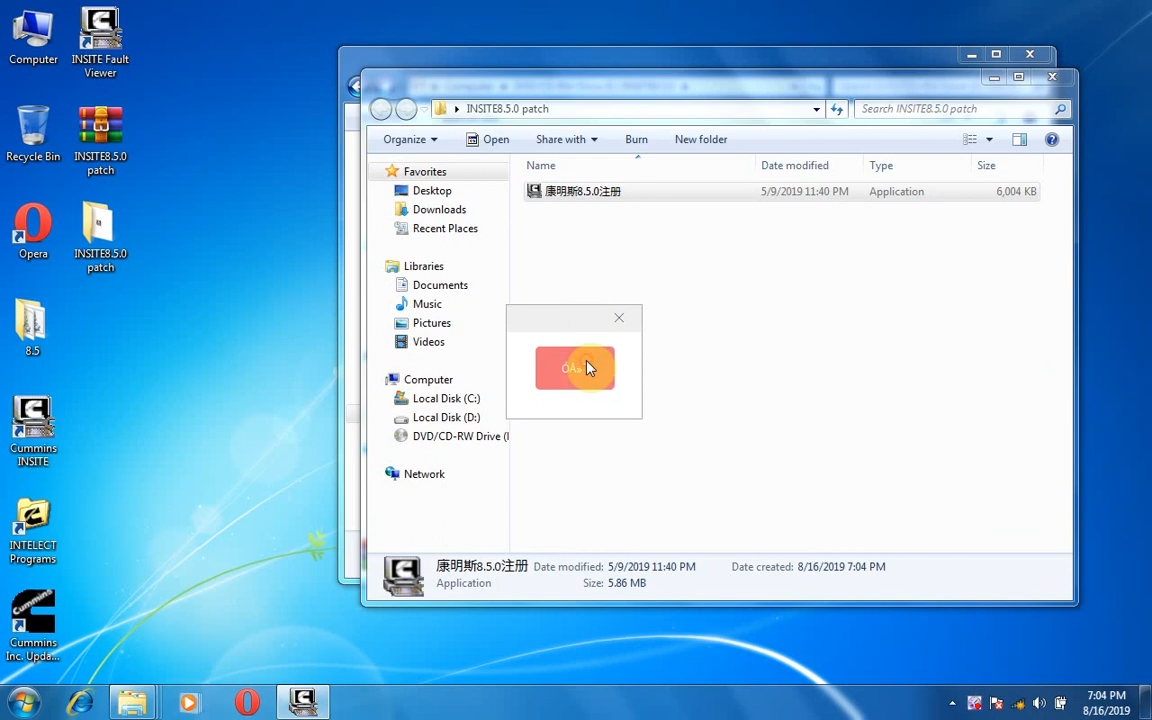 Computer
INSITE Fault
Viewer
Recycle Bin
INSITE8.5.0
patch
Opera
INSITE8.5.0
patch
8.5
Cummins
INSITE
INTELECT
Programs
Cummins
Cummins
Inc. Upda...
INSITE8.5.0 patch
Search INSITE8.5.0 patch
Organize
Open
Share with
Burn
New folder
Name
Date modified
Type
Size
康明斯8.5.0注册
5/9/2019 11:40 PM
Application
6,004 KB
Favorites
Desktop
Downloads
Recent Places
Libraries
Documents
Music
Pictures
Videos
Computer
Local Disk (C:)
Local Disk (D:)
DVD/CD-RW Drive (
Network
康明斯8.5.0注册
Date modified: 5/9/2019 11:40 PM
Date created: 8/16/2019 7:04 PM
Application
Size: 5.86 MB
7:04 PM
8/16/2019